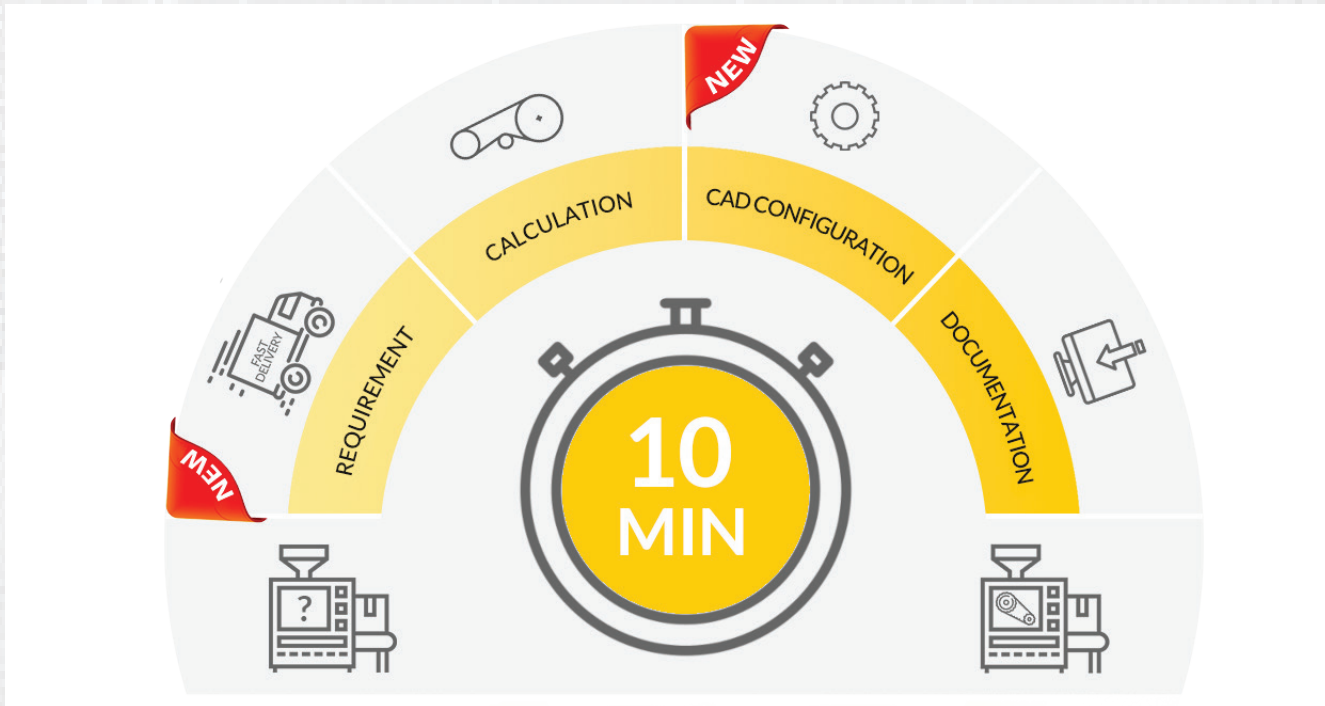 NEW
CALCULATION
CAD CONFIGURATION
FAST
DELIVERY
REQUIREMENT
DOCUMENTATION
NEW
10
MIN
?